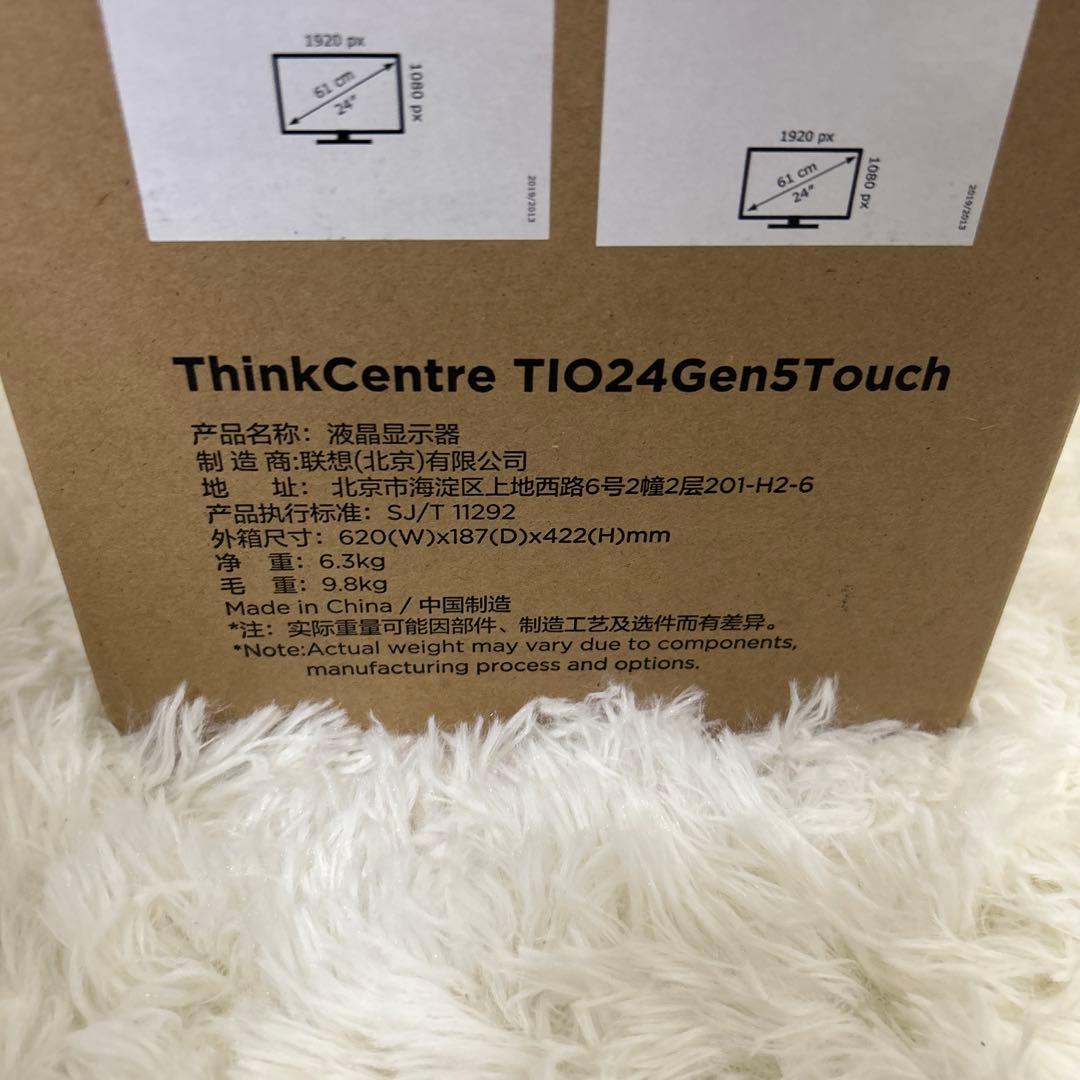 1920 px
61 cm
24"
1080 px
2019/2013
1920 px
61 cm
24"
1080 px
2019/2013
ThinkCentre TIO24Gen5Touch
产品名称：液晶显示器
制 造 商:联想(北京)有限公司
地 址： 北京市海淀区上地西路6号2幢2层201-H2-6
产品执行标准：SJ/T 11292
外箱尺寸：620(W)x187(D)x422(H)mm
净 重：6.3kg
毛 重：9.8kg
Made in China / 中国制造
*注：实际重量可能因部件、制造工艺及选件而有差异。
*Note:Actual weight may vary due to components,
manufacturing process and options.